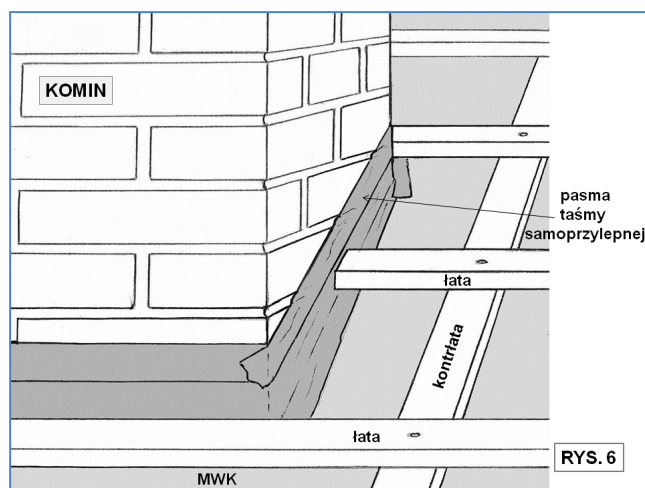 KOMIN
pasma
taśmy
samoprzylepnej
łata
kontrłata
łata
RYS. 6
MWK